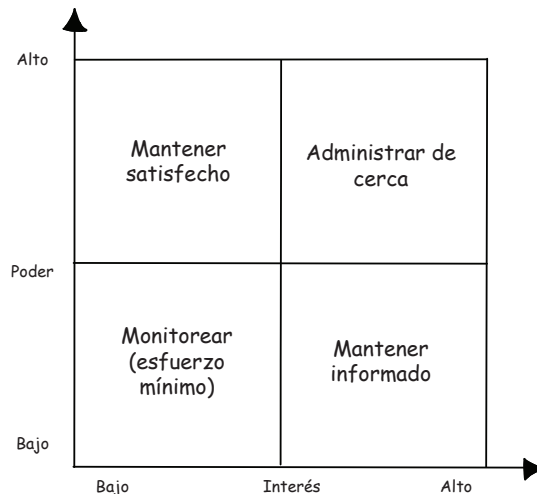 Alto
Mantener
satisfecho
Administrar de
cerca
Poder
Monitorear
(esfuerzo
mínimo)
Mantener
informado
Bajo
Bajo
Interés
Alto